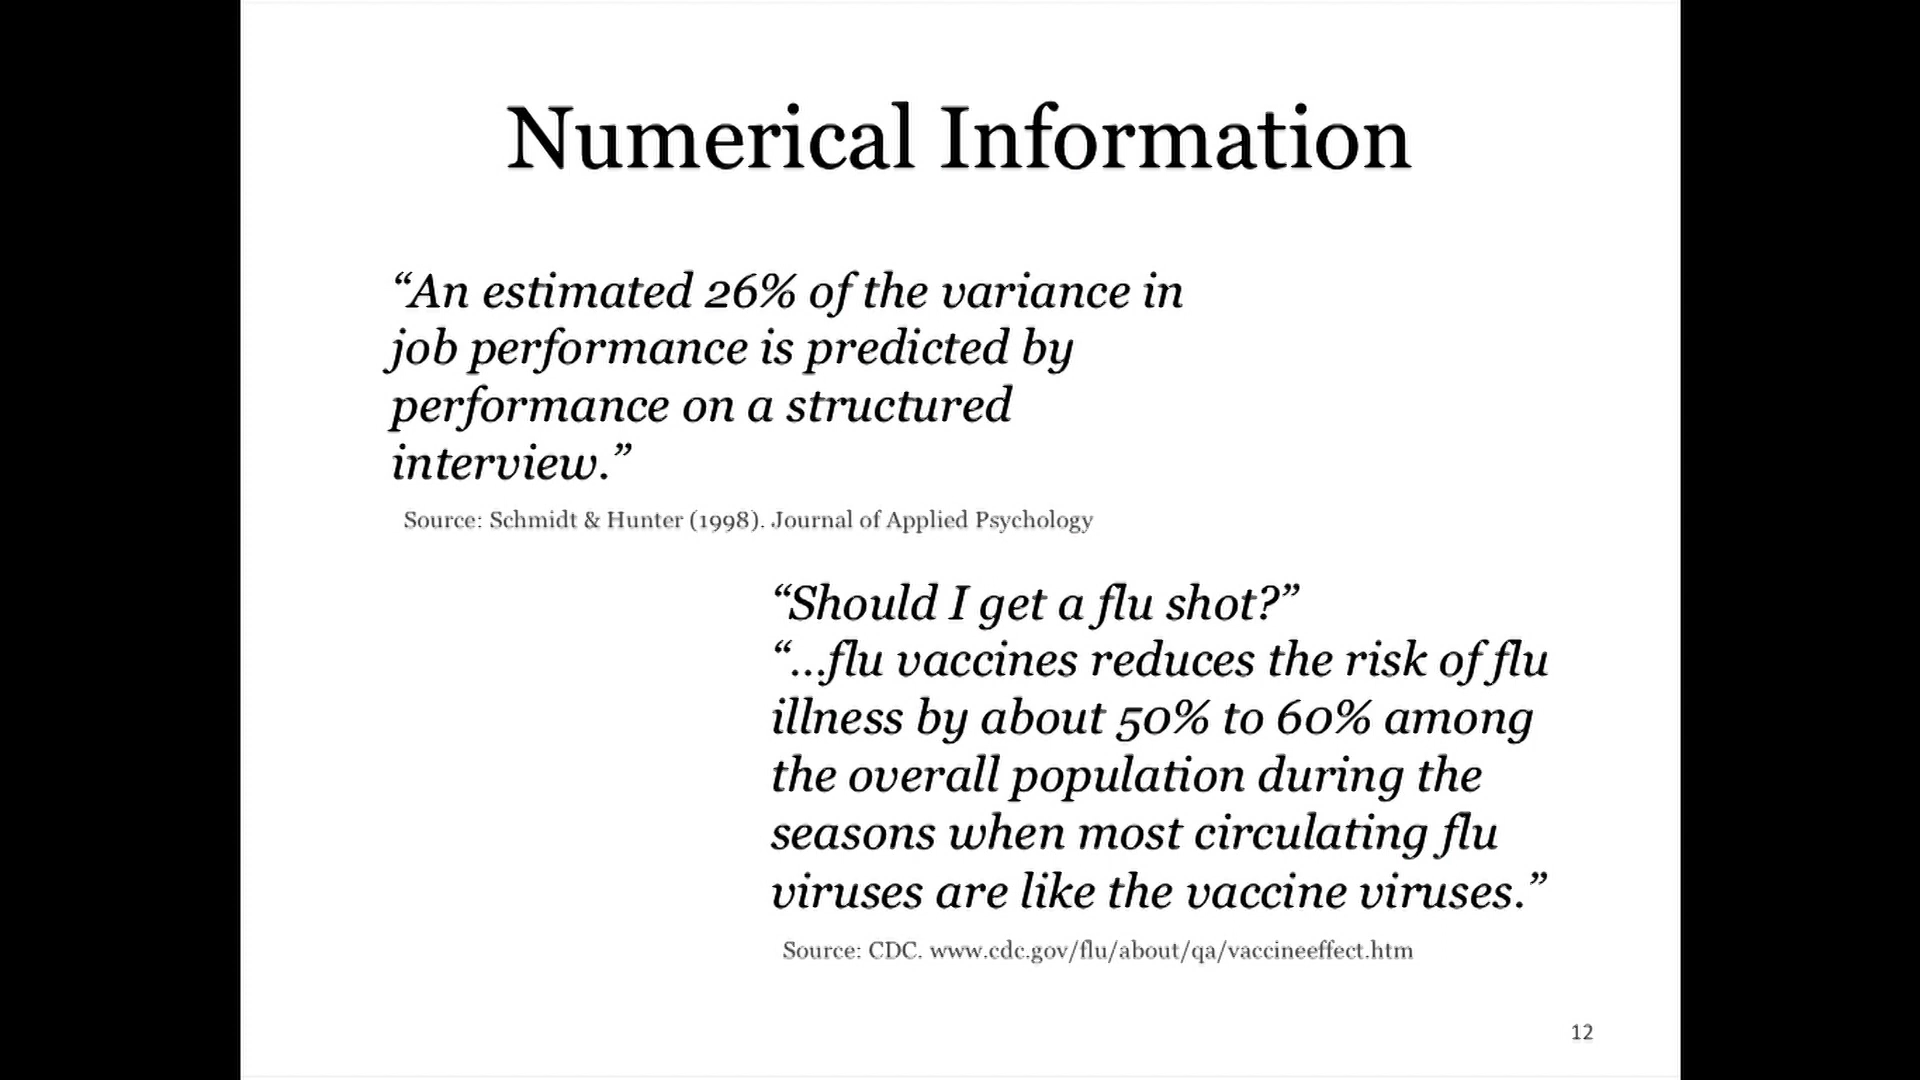 Numerical Information
“An estimated 26% of the variance in
job performance is predicted by
performance on a structured
interview.”
Source: Schmidt & Hunter (1998). Journal of Applied Psychology
“Should I get a flu shot?”
“…flu vaccines reduces the risk of flu
illness by about 50% to 60% among
the overall population during the
seasons when most circulating flu
viruses are like the vaccine viruses.”
Source: CDC. www.cdc.gov/flu/about/qa/vaccineeffect.htm
12